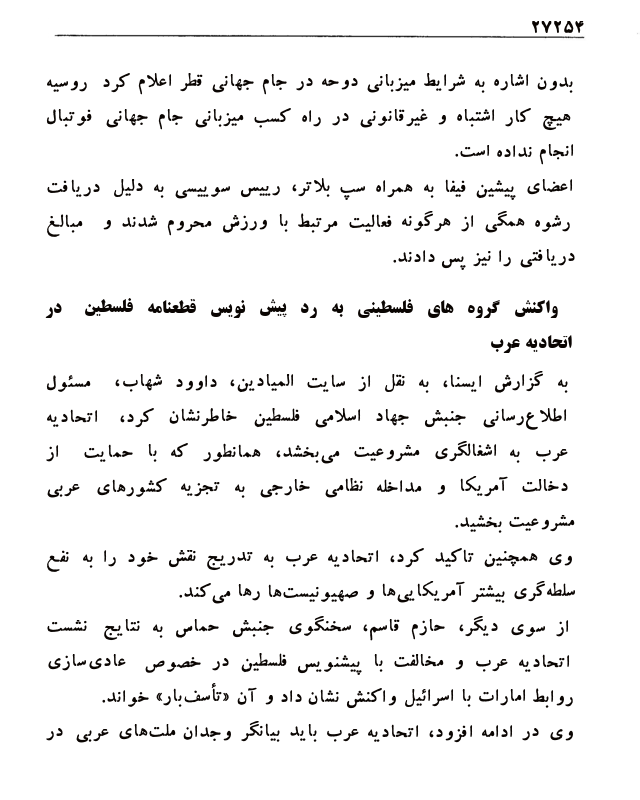 ۲۷۲۵۴
بدون اشاره به شرایط میزبانی دوحه در جام جهانی قطر اعلام کرد روسیه
هیچ کار اشتباه و غیرقانونی در راه کسب میزبانی جام جهانی فوتبال
انجام نداده است.
اعضای پیشین فیفا به همراه سپ بلاتر، رییس سوییسی به دلیل دریافت
رشوه همگی از هرگونه فعالیت مرتبط با ورزش محروم شدند و مبالغ
دریافتی را نیز پس دادند.
واکنش گروه های فلسطینی به رد پیش نویس قطعنامه فلسطین در
اتحادیه عرب
به گزارش ایسنا، به نقل از سایت المیادین، داوود شهاب، مسئول
اطلاع‌رسانی جنبش جهاد اسلامی فلسطین خاطرنشان کرد، اتحادیه
عرب به اشغالگری مشروعیت می‌بخشد، همانطور که با حمایت از
دخالت آمریکا و مداخله نظامی خارجی به تجزیه کشورهای عربی
مشروعیت بخشید.
وی همچنین تاکید کرد، اتحادیه عرب به تدریج نقش خود را به نفع
سلطه‌گری بیشتر آمریکایی‌ها و صهیونیست‌ها رها می‌کند.
از سوی دیگر، حازم قاسم، سخنگوی جنبش حماس به نتایج نشست
اتحادیه عرب و مخالفت با پیشنویس فلسطین در خصوص عادی‌سازی
روابط امارات با اسرائیل واکنش نشان داد و آن «تأسف‌بار» خواند.
وی در ادامه افزود، اتحادیه عرب باید بیانگر وجدان ملت‌های عربی در